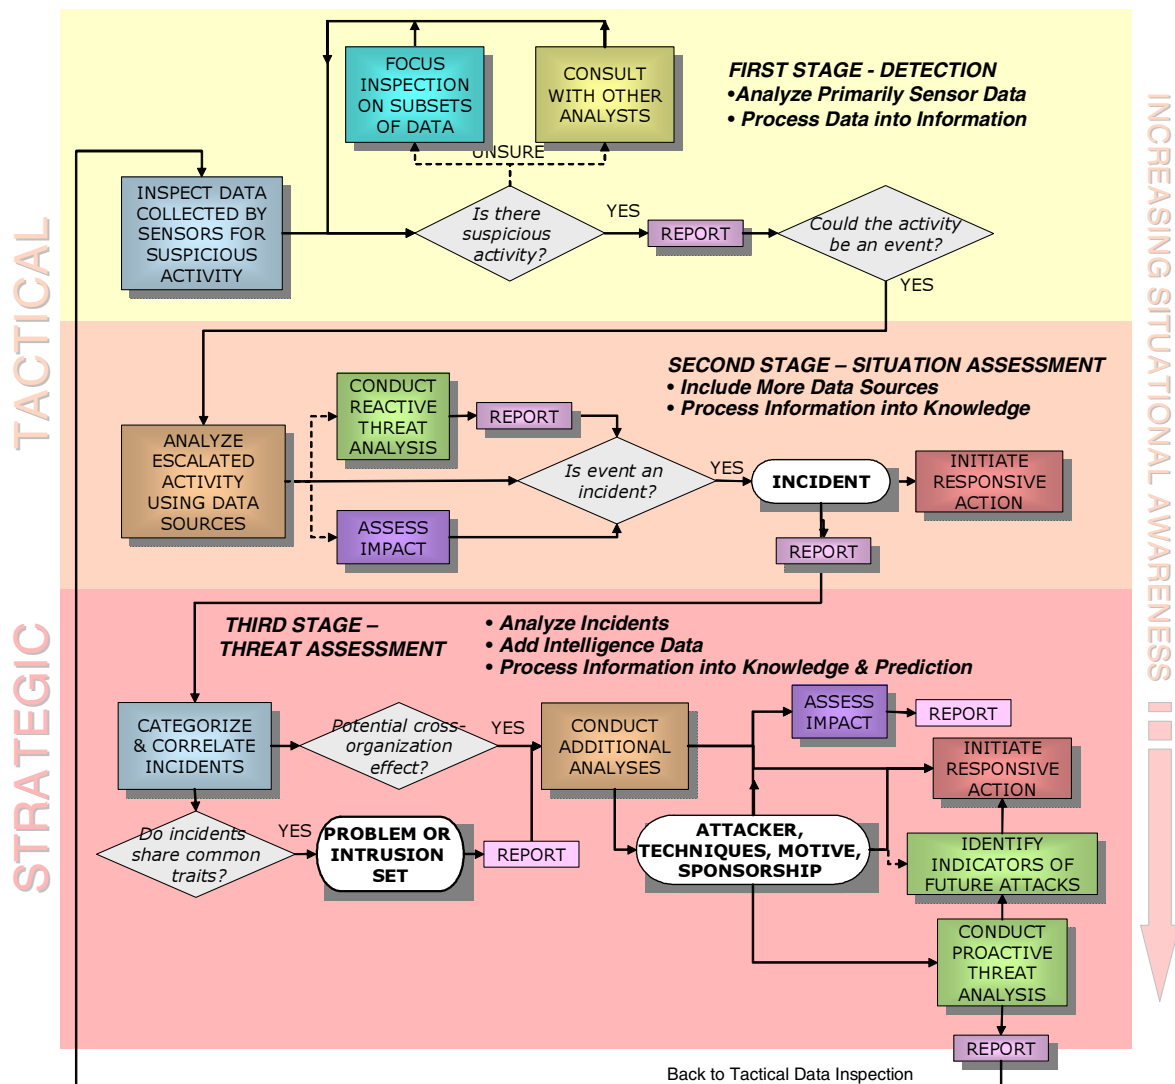 FOCUS
INSPECTION
ON SUBSETS
OF DATA
CONSULT
WITH OTHER
ANALYSTS
FIRST STAGE - DETECTION
•Analyze Primarily Sensor Data
• Process Data into Information
UNSURE
INSPECT DATA
COLLECTED BY
SENSORS FOR
SUSPICIOUS
ACTIVITY
Is there
suspicious
activity?
YES
REPORT
Could the activity
be an event?
YES
TACTICAL
INCREASING SITUATIONAL AWARENESS
SECOND STAGE – SITUATION ASSESSMENT
• Include More Data Sources
• Process Information into Knowledge
CONDUCT
REACTIVE
THREAT
ANALYSIS
REPORT
ANALYZE
ESCALATED
ACTIVITY
USING DATA
SOURCES
Is event an
incident?
YES
INCIDENT
INITIATE
RESPONSIVE
ACTION
ASSESS
IMPACT
REPORT
STRATEGIC
THIRD STAGE –
THREAT ASSESSMENT
• Analyze Incidents
• Add Intelligence Data
• Process Information into Knowledge & Prediction
CATEGORIZE
& CORRELATE
INCIDENTS
Potential cross-
organization
effect?
YES
CONDUCT
ADDITIONAL
ANALYSES
ASSESS
IMPACT
REPORT
INITIATE
RESPONSIVE
ACTION
Do incidents
share common
traits?
YES
PROBLEM OR
INTRUSION
SET
REPORT
ATTACKER,
TECHNIQUES, MOTIVE,
SPONSORSHIP
IDENTIFY
INDICATORS OF
FUTURE ATTACKS
CONDUCT
PROACTIVE
THREAT
ANALYSIS
REPORT
Back to Tactical Data Inspection